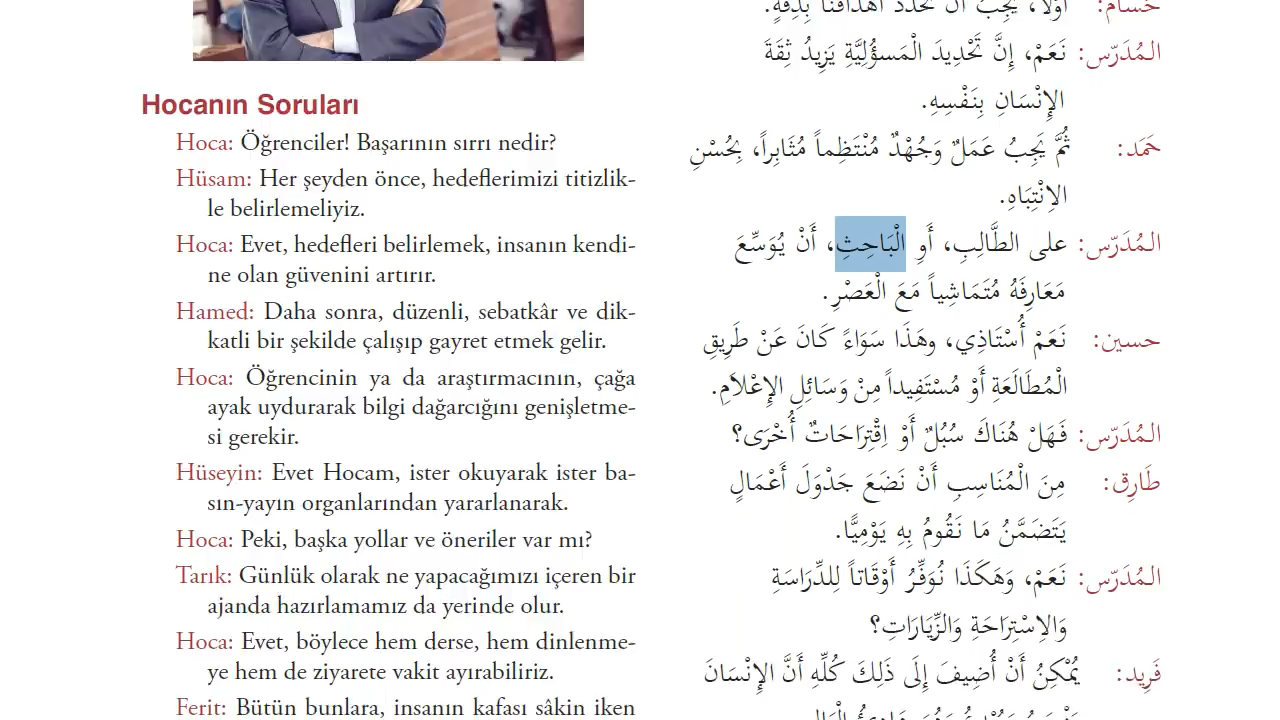 Hocanın Soruları
Hoca: Öğrenciler! Başarının sırrı nedir?
Hüsam: Her şeyden önce, hedeflerimizi titizlik-
le belirlemeliyiz.
Hoca: Evet, hedefleri belirlemek, insanın kendi-
ne olan güvenini artırır.
Hamed: Daha sonra, düzenli, sebatkâr ve dik-
katli bir şekilde çalışıp gayret etmek gelir.
Hoca: Öğrencinin ya da araştırmacının, çağa
ayak uydurarak bilgi dağarcığını genişletme-
si gerekir.
Hüseyin: Evet Hocam, ister okuyarak ister ba-
sın-yayın organlarından yararlanarak.
Hoca: Peki, başka yollar ve öneriler var mı?
Tarık: Günlük olarak ne yapacağımızı içeren bir
ajanda hazırlamamız da yerinde olur.
Hoca: Evet, böylece hem derse, hem dinlenme-
ye hem de ziyarete vakit ayırabiliriz.
Ferit: Bütün bunlara, insanın kafası sâkin iken
حُسَام: أَوَّلاً، يَجِبُ أَنْ نُحَدِّدَ أَهْدَافَنَا بِدِقَّةٍ.
المُدَرّس: نَعَمْ، إِنَّ تَحْدِيدَ الْمَسؤُلِيَّةِ يَزِيدُ ثِقَةَ
الإِنْسَانِ بِنَفْسِهِ.
حَمَد: ثُمَّ يَجِبُ عَمَلٌ وَجُهْدٌ مُنْتَظِماً مُثَابِراً، بِحُسْنِ
الاِنْتِبَاهِ.
المُدَرّس: على الطَّالِبِ، أَوِ الْبَاحِثِ، أَنْ يُوَسِّعَ
مَعَارِفَهُ مُتَمَاشِياً مَعَ الْعَصْرِ.
حسين: نَعَمْ أُسْتَاذِي، وهَذَا سَوَاءً كَانَ عَنْ طَرِيقِ
الْمُطَالَعَةِ أَوْ مُسْتَفِيداً مِنْ وَسَائِلِ الإِعْلاَمِ.
المُدَرّس: فَهَلْ هُنَاكَ سُبُلٌ أَوْ اِقْتِرَاحَاتٌ أُخْرَى؟
طَارِق: مِنَ الْمُنَاسِبِ أَنْ نَضَعَ جَدْوَلَ أَعْمَالٍ
يَتَضَمَّنُ مَا نَقُومُ بِهِ يَوْمِيًّا.
المُدَرّس: نَعَمْ، وَهَكَذَا نُوَفِّرُ أَوْقَاتاً لِلدِّرَاسَةِ
وَالاِسْتِرَاحَةِ وَالزِّيَارَاتِ؟
فَرِيد: يُمْكِنُ أَنْ أُضِيفَ إِلَى ذَلِكَ كُلِّهِ أَنَّ الإِنْسَانَ